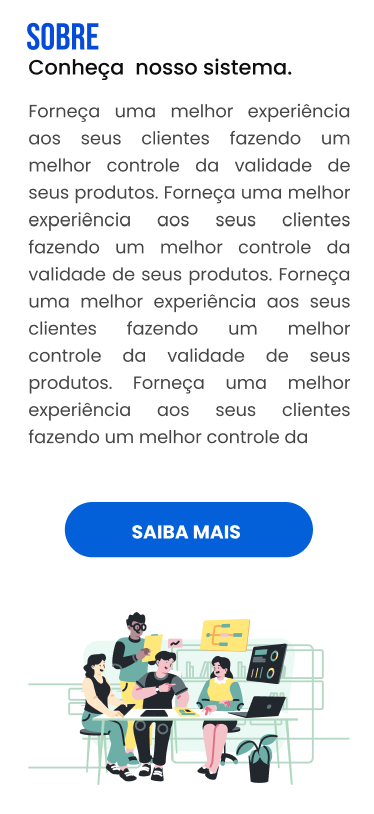 SOBRE
Conheça nosso sistema.
Forneça uma melhor experiência
aos seus clientes fazendo um
melhor controle da validade de
seus produtos. Forneça uma melhor
experiência aos seus clientes
fazendo um melhor controle da
validade de seus produtos. Forneça
uma melhor experiência aos seus
clientes fazendo um melhor
controle da validade de seus
produtos. Forneça uma melhor
experiência aos seus clientes
fazendo um melhor controle da
SAIBA MAIS